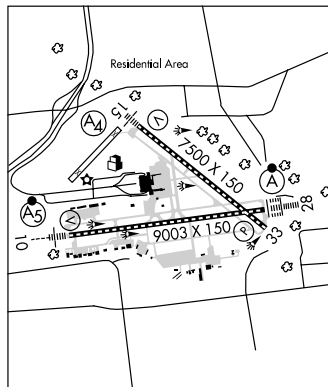 Residential Area
A4
15
V
7500 X 150
A
A5
V
28
10
9003 X 150
P
33